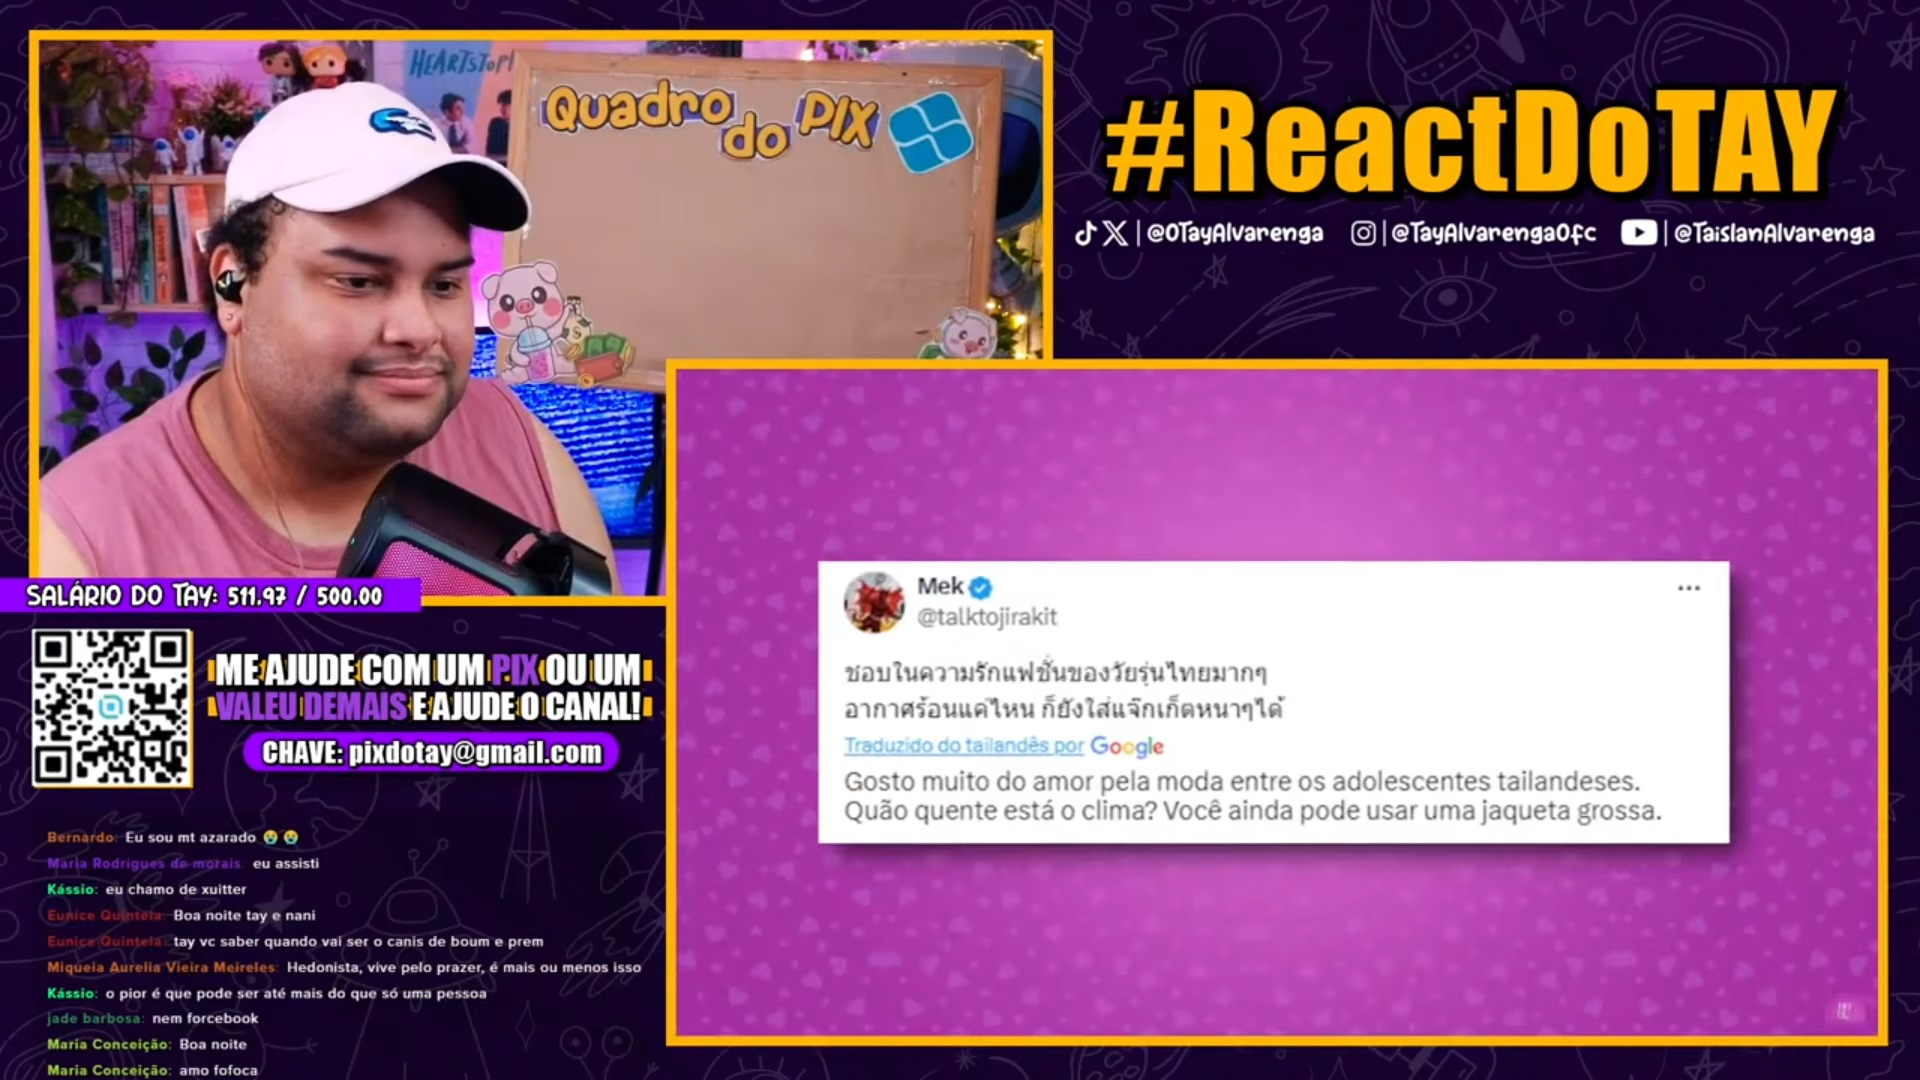 HEARTSTOP
Quadro
do
PIX
#ReactDoTAY
@OTayAlvarenga
@TayAlvarengaOfc
@TaislanAlvarenga
SALÁRIO DO TAY: 511.97 / 500.00
ME AJUDE COM UM PIX OU UM
VALEU DEMAIS E AJUDE O CANAL!
CHAVE: pixdotay@gmail.com
Mek
@talktojirakit
ชอบในความรักแฟชั่นของวัยรุ่นไทยมากๆ
อากาศร้อนแค่ไหน ก็ยังใส่แจ๊กเก็ตหนาๆได้
Traduzido do tailandês por Google
Gosto muito do amor pela moda entre os adolescentes tailandeses.
Quão quente está o clima? Você ainda pode usar uma jaqueta grossa.
Bernardo: Eu sou mt azarado 😭 😭
Maria Rodrigues de morais: eu assisti
Kássio: eu chamo de xuitter
Eunice Quintela: Boa noite tay e nani
Eunice Quintela: tay vc saber quando vai ser o canis de boum e prem
Miqueia Aurelia Vieira Meireles: Hedonista, vive pelo prazer, é mais ou menos isso
Kássio: o pior é que pode ser até mais do que só uma pessoa
jade barbosa: nem forcebook
Maria Conceição: Boa noite
Maria Conceição: amo fofoca